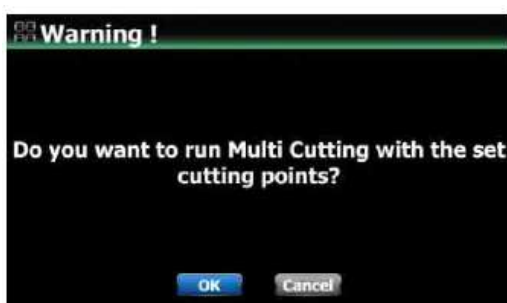 Warning !
Do you want to run Multi Cutting with the set
cutting points?
OK Cancel